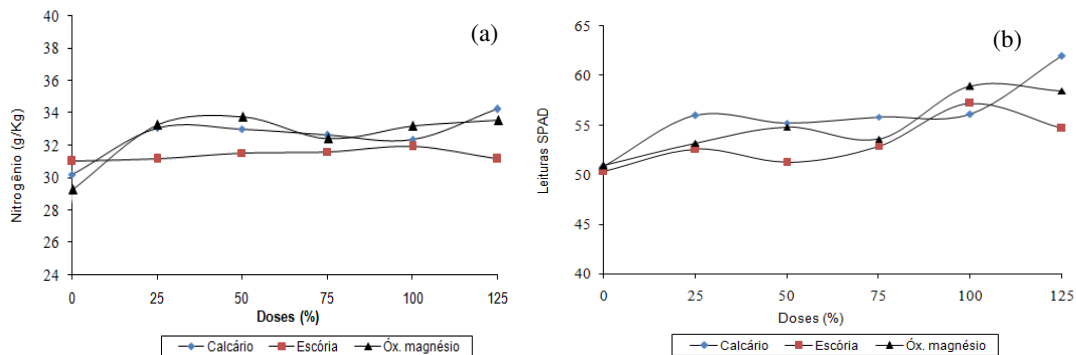 (a)
Nitrogênio (g/Kg)
40
38
36
34
32
30
28
26
24
0 25 50 75 100 125
Doses (%)
Calcário Escória Óx. magnésio
(b)
Leituras SPAD
65
60
55
50
45
40
0 25 50 75 100 125
Doses (%)
Calcário Escória Óx. magnésio